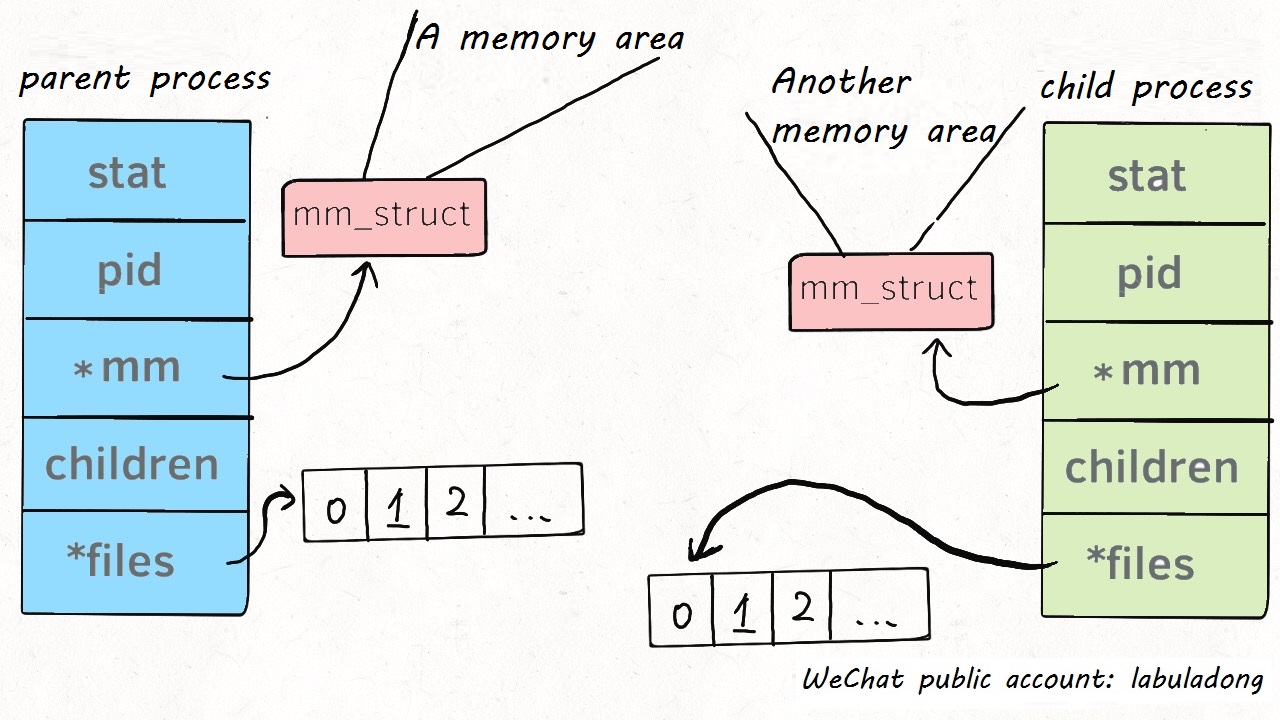 A memory area
parent process
Another
memory area
child process
stat
pid
*mm
children
*files
mm_struct
0 1 2 ...
mm_struct
0 1 2 ...
stat
pid
*mm
children
*files
WeChat public account: labuladong